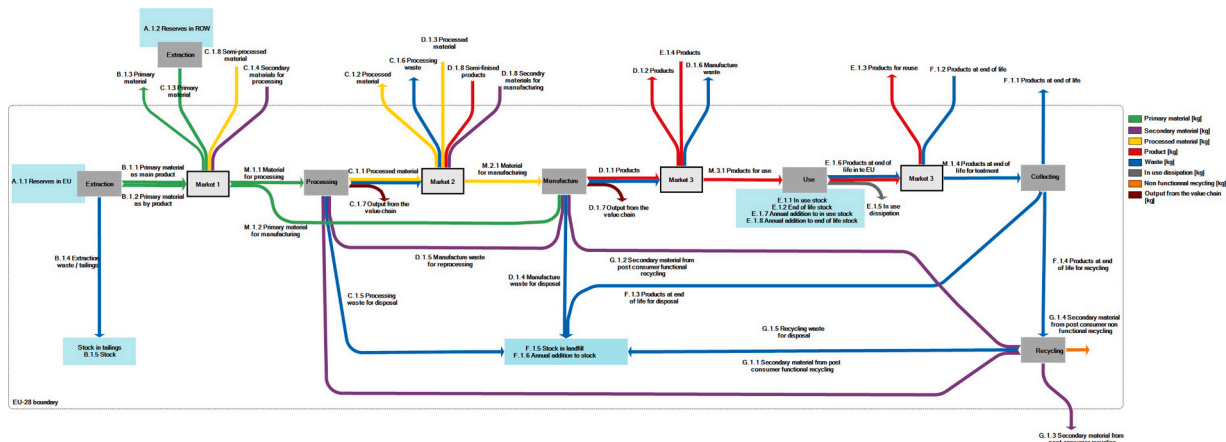 A.1.2 Reserves in ROW
Extraction
B.1.3 Primary
material
C.1.3 Primary
material
C.1.8 Semi-processed
material
C.1.4 Secondary
materials for
processing
C.1.2 Processed
material
C.1.6 Processing
waste
D.1.3 Processed
material
D.1.8 Semi-finised
products
D.1.8 Secondry
materials for
manufacturing
D.1.2 Products
E.1.4 Products
D.1.6 Manufacture
waste
E.1.3 Products for reuse
F.1.2 Products at
end of life
F.1.1 Products at end of life
Primary material [kg]
Secondary material [kg]
Processed material [kg]
Product [kg]
Waste [kg]
In use dissipation [kg]
Non functionnal recycling [kg]
Output from the value chain
[kg]
A.1.1 Reserves in EU
Extraction
B.1.1 Primary material
as main product
B.1.2 Primary material
as by product
Market 1
M.1.1 Material
for processing
Processing
C.1.1 Processed material
C.1.7 Output from the
value chain
Market 2
M.2.1 Material
for manufacturing
Manufacture
D.1.1 Products
D.1.7 Output from the
value chain
Market 3
M.3.1 Products for use
Use
E.1.1 In use stock
E.1.2 End of life stock
E.1.7 Annual addition to in use stock
E.1.8 Annual addition to end of life stock
E.1.6 Products at end of
life in to EU
E.1.5 In use
dissipation
Market 3
M.1.4 Products at end of
life for tratment
Collecting
M.1.2 Primary material
for manufacturing
B.1.4 Extraction
waste / tailings
D.1.5 Manufacture waste
for reprocessing
G.1.2 Secondary material from
post consumer functional
recycling
D.1.4 Manufacture
waste for disposal
C.1.5 Processing
waste for disposal
F.1.3 Products at end
of life for disposal
F.1.4 Products at end
of life for recycling
G.1.4 Secondary material
from post consumer non
functional recycling
G.1.5 Recycling waste
for disposal
Stock in tailings
B.1.5 Stock
F.1.5 Stock in landfill
F.1.6 Annual addition to stock
G.1.1 Secondary material from post
consumer functional recycling
Recycling
EU-28 boundary
G.1.3 Secondary material from